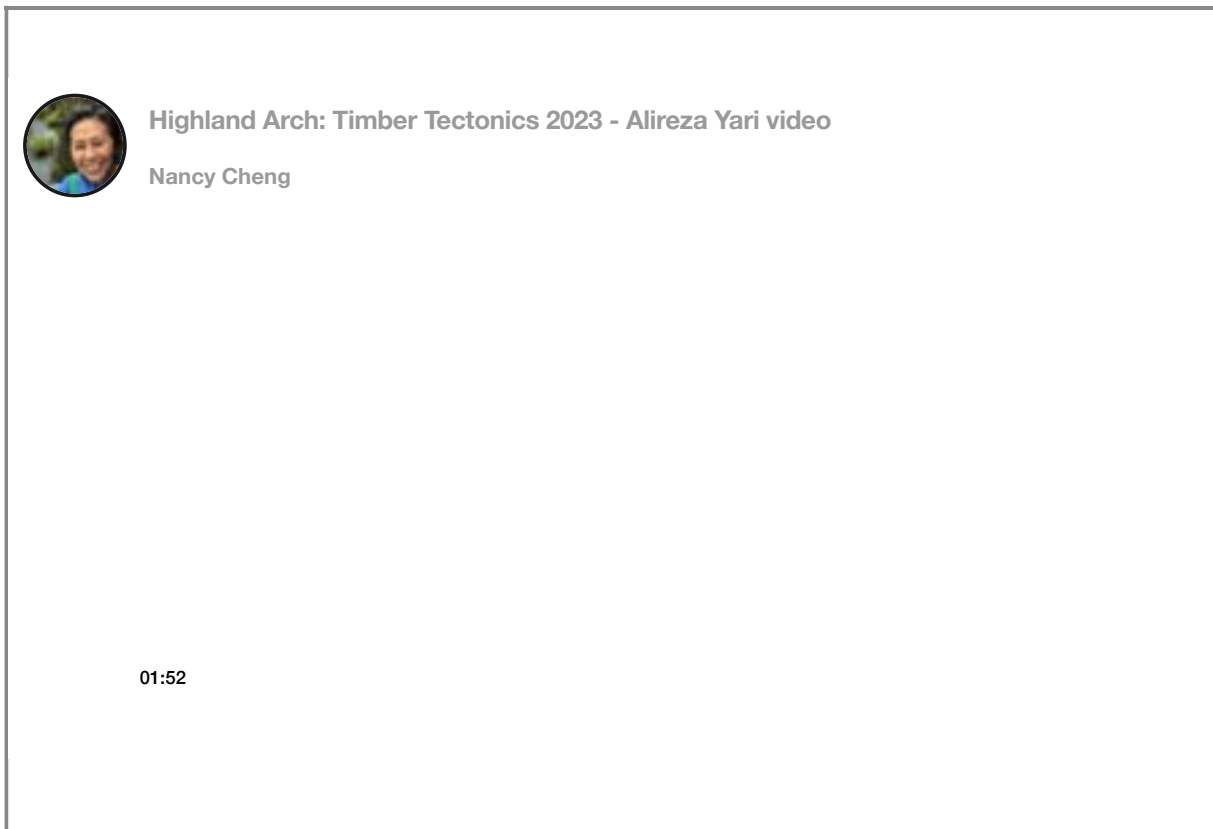 Highland Arch: Timber Tectonics 2023 - Alireza Yari video
Nancy Cheng
01:52